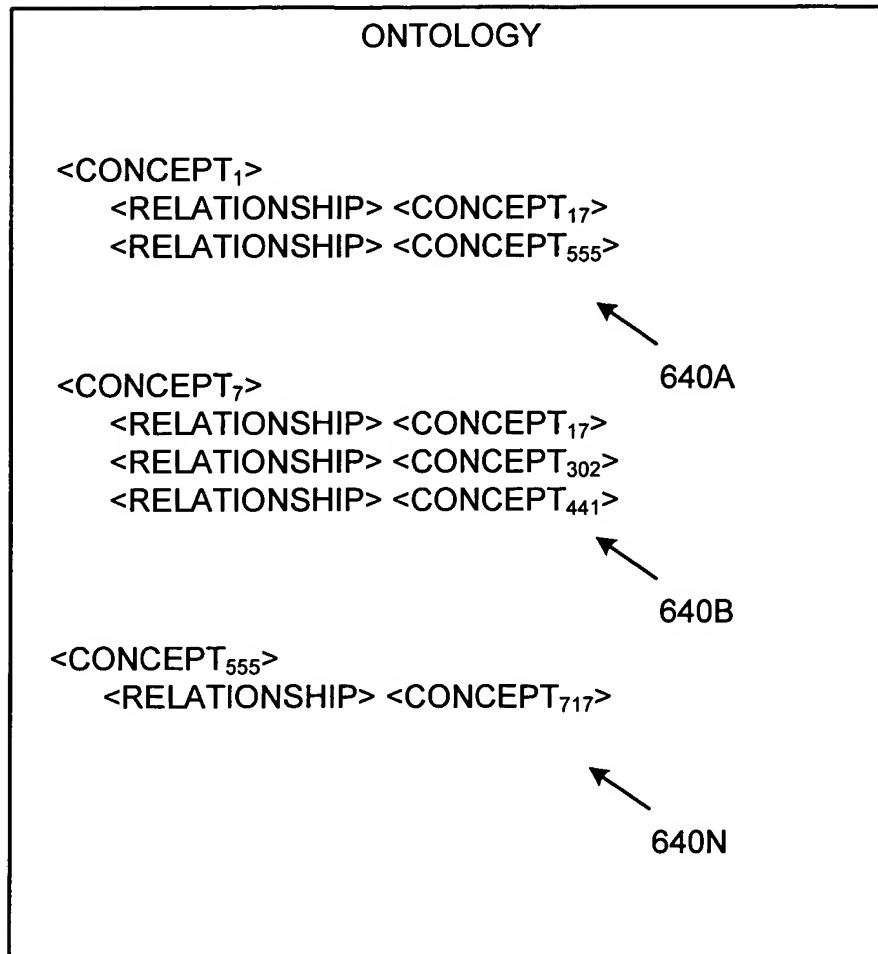 ONTOLOGY
<CONCEPT₁>
<RELATIONSHIP> <CONCEPT₁₇>
<RELATIONSHIP> <CONCEPT₅₅₅>
640A
<CONCEPT₇>
<RELATIONSHIP> <CONCEPT₁₇>
<RELATIONSHIP> <CONCEPT₃₀₂>
<RELATIONSHIP> <CONCEPT₄₄₁>
640B
<CONCEPT₅₅₅>
<RELATIONSHIP> <CONCEPT₇₁₇>
640N